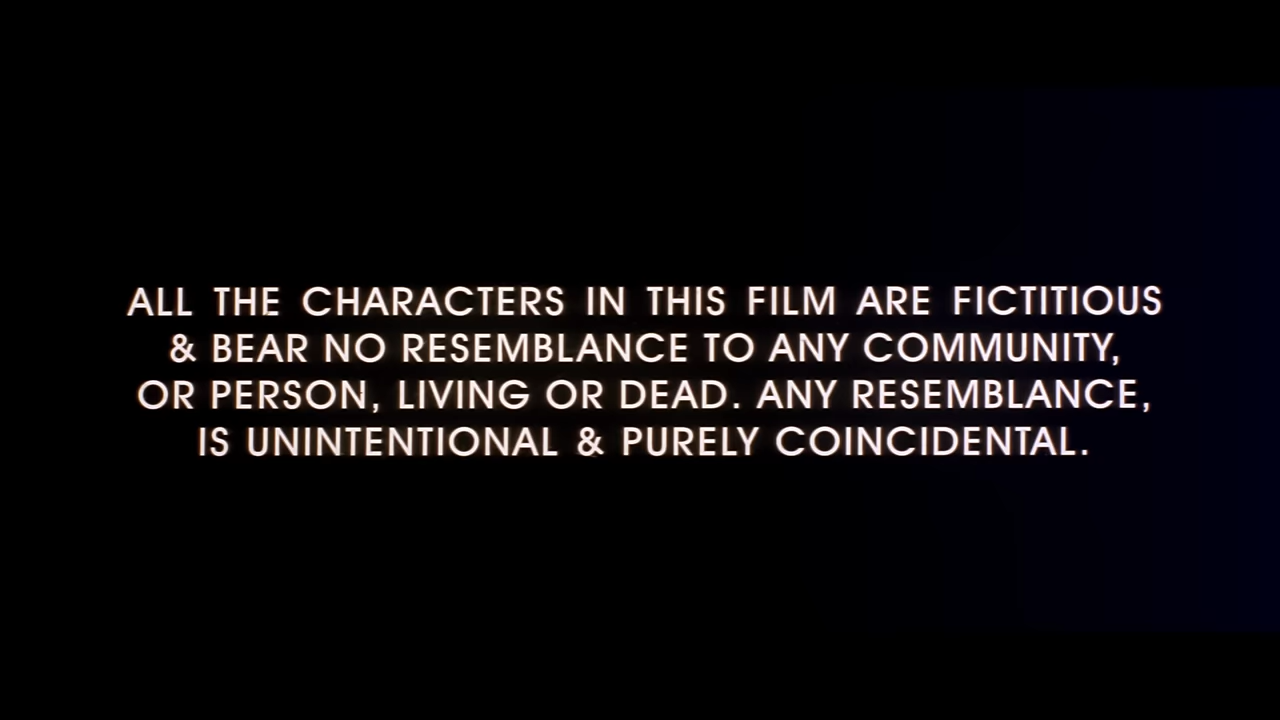 ALL THE CHARACTERS IN THIS FILM ARE FICTITIOUS
& BEAR NO RESEMBLANCE TO ANY COMMUNITY,
OR PERSON, LIVING OR DEAD. ANY RESEMBLANCE,
IS UNINTENTIONAL & PURELY COINCIDENTAL.